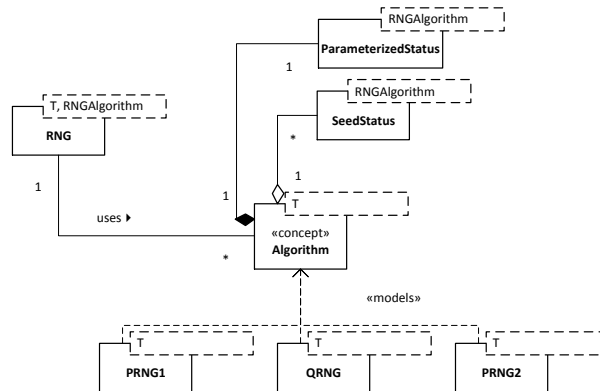 RNGAlgorithm
ParameterizedStatus
1
RNGAlgorithm
SeedStatus
*
T, RNGAlgorithm
RNG
1
1
1
T
uses
«concept»
Algorithm
*
«models»
T
PRNG1
T
QRNG
T
PRNG2